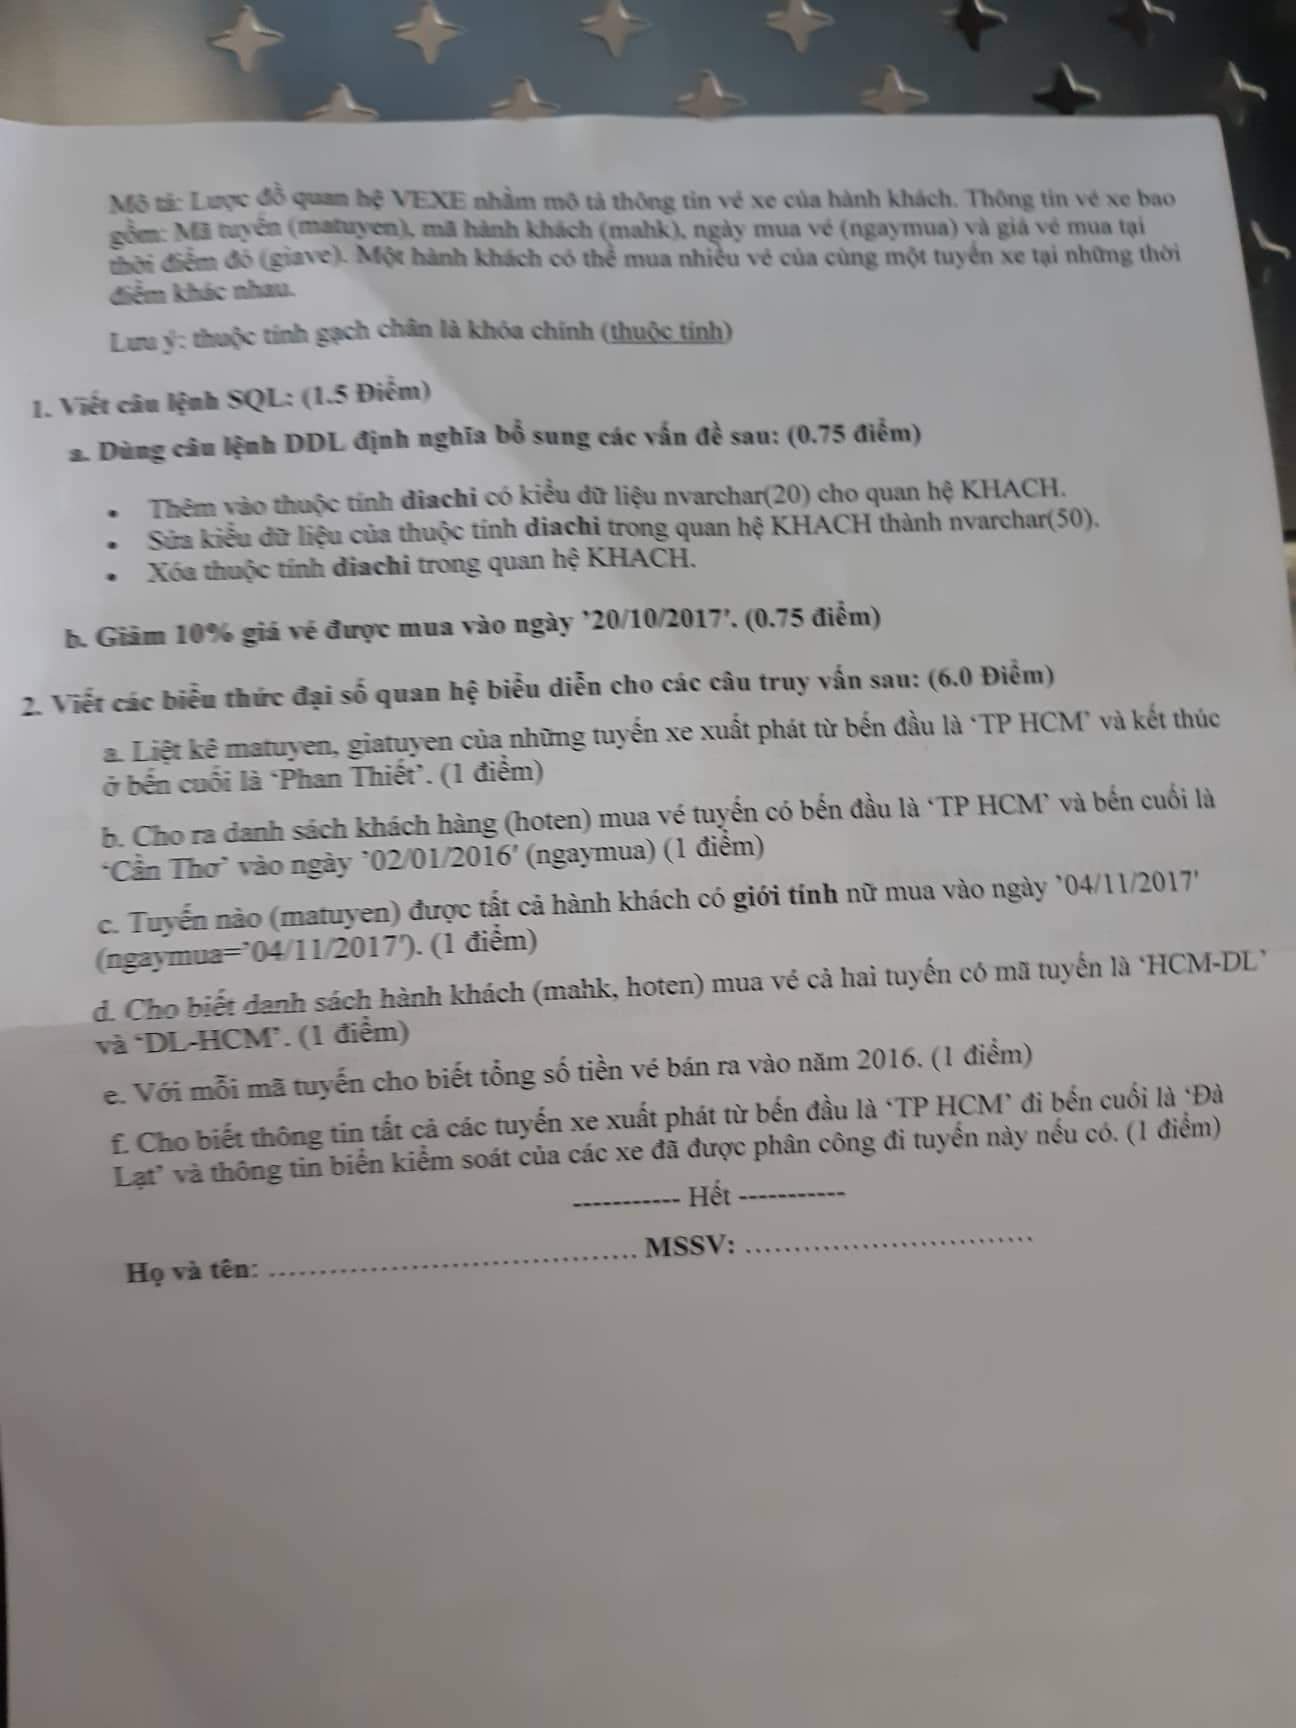 Mô tả: Lược đồ quan hệ VEXE nhằm mô tả thông tin vé xe của hành khách. Thông tin vé xe bao
gồm: Mã tuyến (matuyen), mã hành khách (mahk), ngày mua vé (ngaymua) và giá vé mua tại
thời điểm đó (giave). Một hành khách có thể mua nhiều vé của cùng một tuyến xe tại những thời
điểm khác nhau.
Lưu ý: thuộc tính gạch chân là khóa chính (thuộc tính)
1. Viết câu lệnh SQL: (1.5 Điểm)
a. Dùng câu lệnh DDL định nghĩa bổ sung các vấn đề sau: (0.75 điểm)
• Thêm vào thuộc tính diachi có kiểu dữ liệu nvarchar(20) cho quan hệ KHACH.
• Sửa kiểu dữ liệu của thuộc tính diachi trong quan hệ KHACH thành nvarchar(50).
• Xóa thuộc tính diachi trong quan hệ KHACH.
b. Giảm 10% giá vé được mua vào ngày ’20/10/2017’. (0.75 điểm)
2. Viết các biểu thức đại số quan hệ biểu diễn cho các câu truy vấn sau: (6.0 Điểm)
a. Liệt kê matuyen, giatuyen của những tuyến xe xuất phát từ bến đầu là ‘TP HCM’ và kết thúc
ở bến cuối là ‘Phan Thiết’. (1 điểm)
b. Cho ra danh sách khách hàng (hoten) mua vé tuyến có bến đầu là ‘TP HCM’ và bến cuối là
‘Cần Thơ’ vào ngày ’02/01/2016' (ngaymua) (1 điểm)
c. Tuyến nào (matuyen) được tất cả hành khách có giới tính nữ mua vào ngày ’04/11/2017'
(ngaymua=’04/11/2017'). (1 điểm)
d. Cho biết danh sách hành khách (mahk, hoten) mua vé cả hai tuyến có mã tuyến là ‘HCM-DL’
và ‘DL-HCM’. (1 điểm)
e. Với mỗi mã tuyến cho biết tổng số tiền vé bán ra vào năm 2016. (1 điểm)
f. Cho biết thông tin tất cả các tuyến xe xuất phát từ bến đầu là ‘TP HCM’ đi bến cuối là ‘Đà
Lạt’ và thông tin biển kiểm soát của các xe đã được phân công đi tuyến này nếu có. (1 điểm)
----------- Hết -----------
Họ và tên: ........................................ MSSV: ..............................